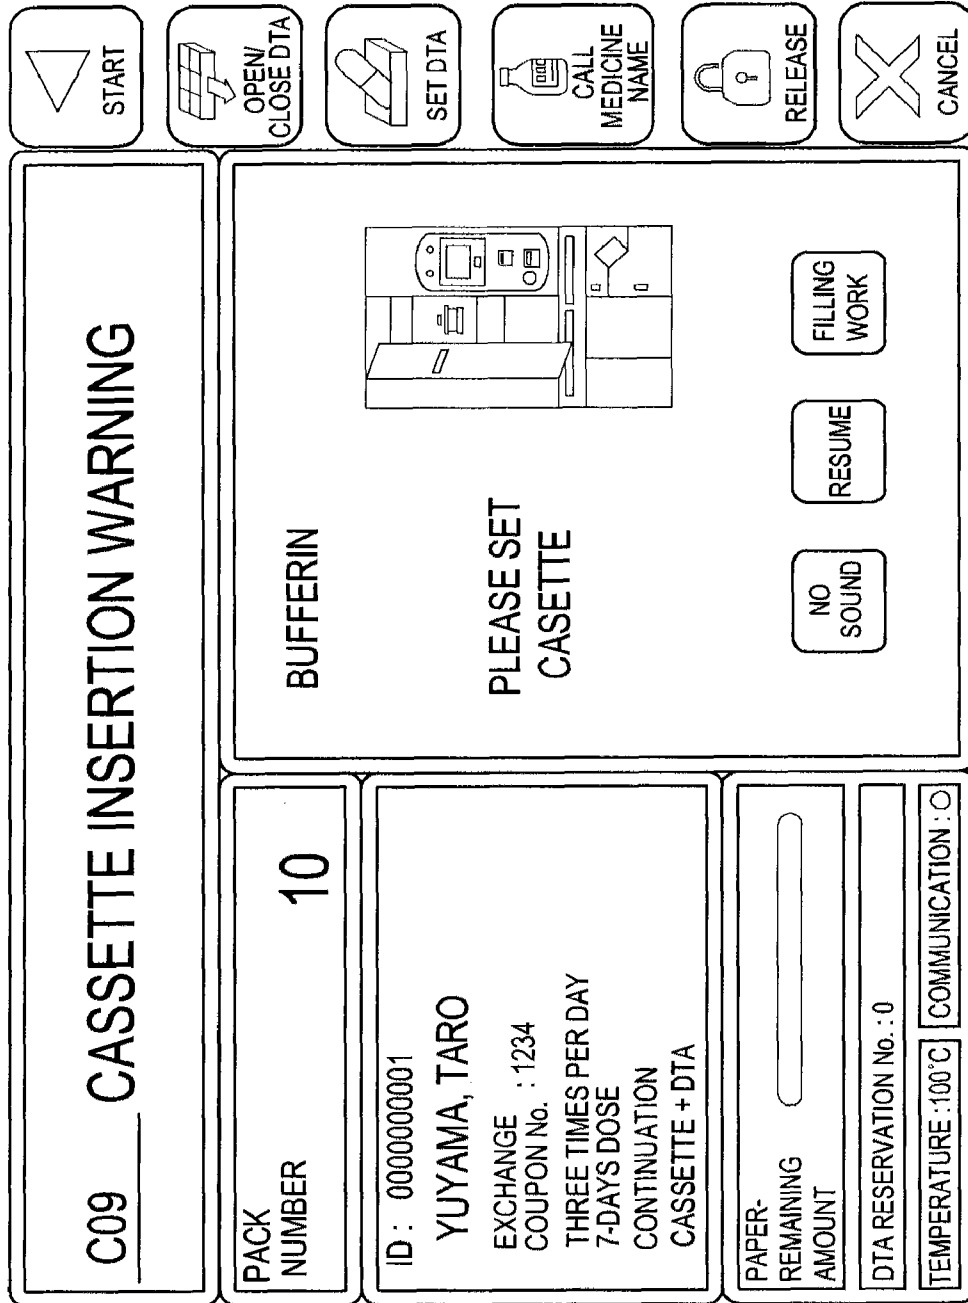 C09 CASSETTE INSERTION WARNING
PACK
NUMBER
10
ID : 0000000001
YUYAMA, TARO
EXCHANGE
COUPON No. : 1234
THREE TIMES PER DAY
7-DAYS DOSE
CONTINUATION
CASSETTE + DTA
PAPER-
REMAINING
AMOUNT
DTA RESERVATION No. : 0
TEMPERATURE :100°C
COMMUNICATION : O
BUFFERIN
PLEASE SET
CASETTE
NO
SOUND
RESUME
FILLING
WORK
START
OPEN/
CLOSE DTA
SET DTA
CALL
MEDICINE
NAME
RELEASE
CANCEL